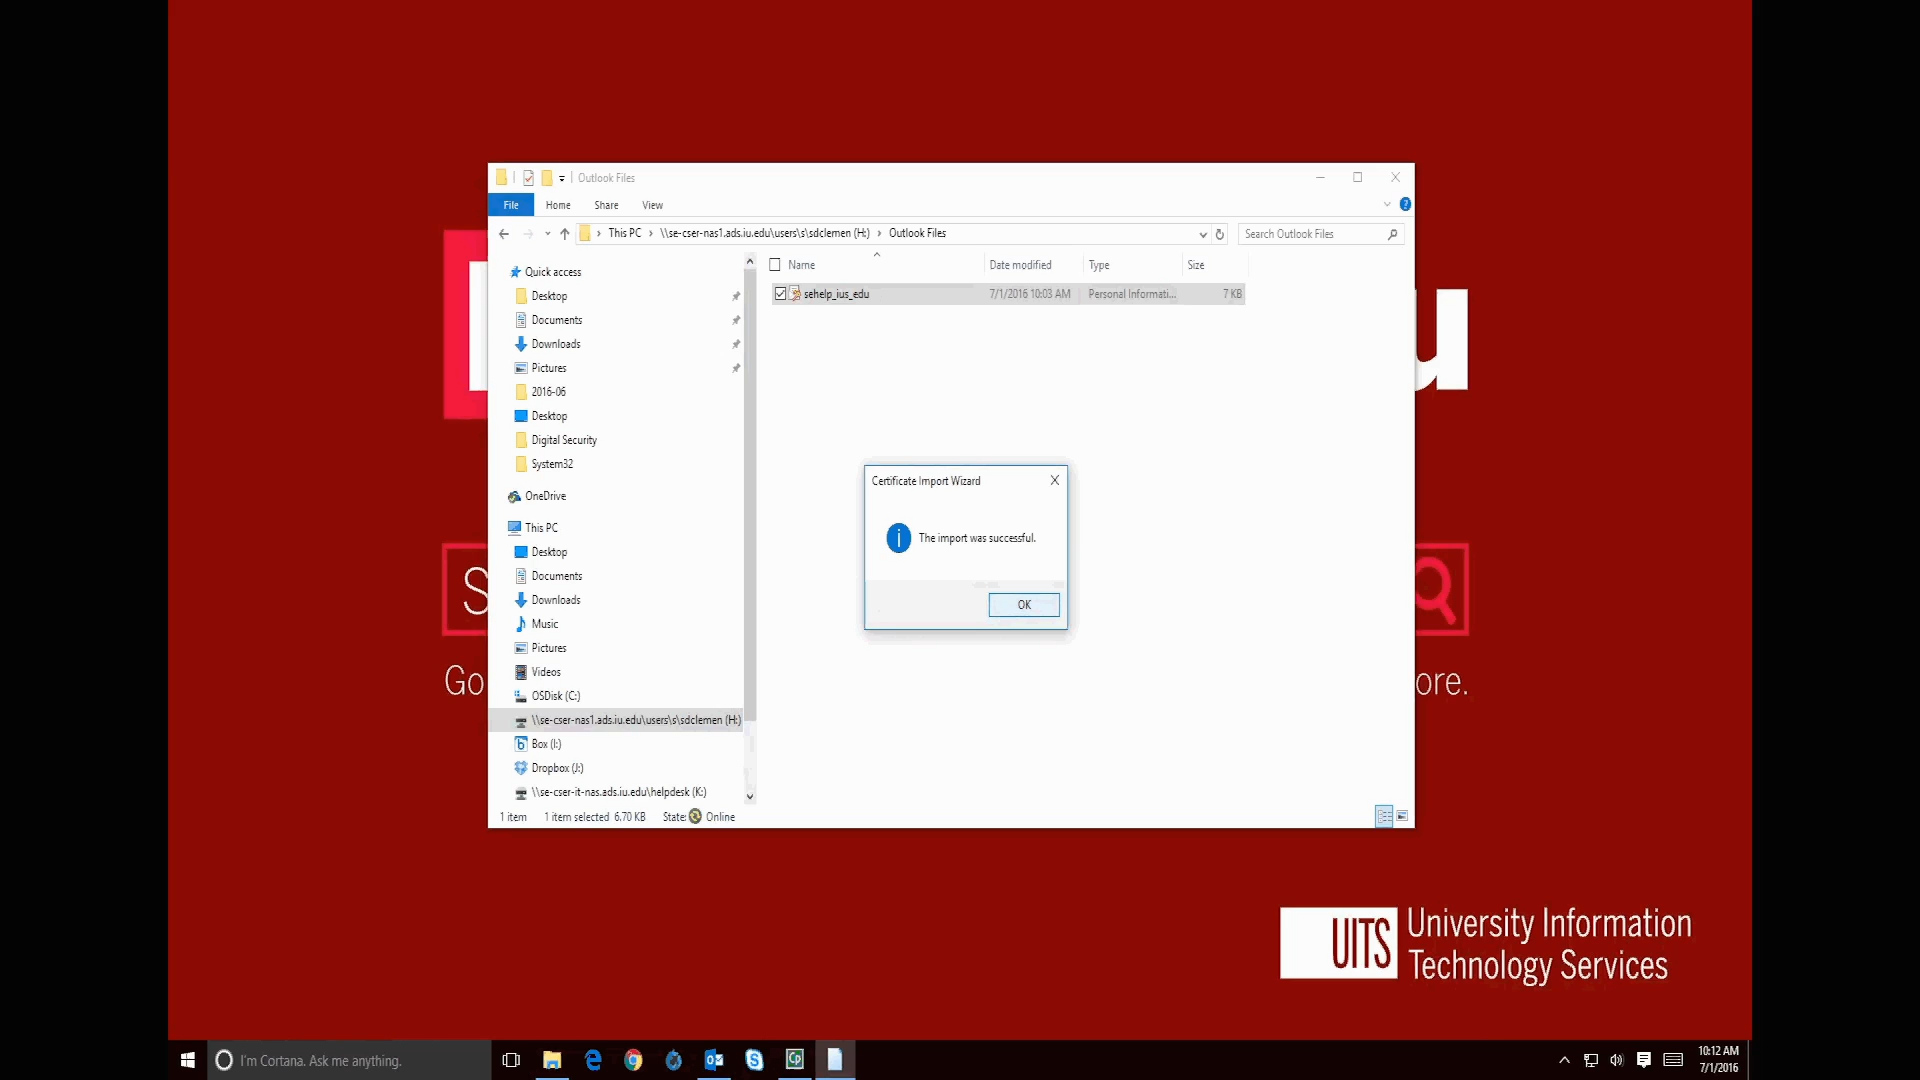 Outlook Files
File Home Share View
This PC > \\se-cser-nas1.ads.iu.edu\users\s\sdclemen (H:) > Outlook Files
Search Outlook Files
Name Date modified Type Size
sehelp_ius_edu 7/1/2016 10:03 AM Personal Informati... 7 KB
Quick access
Desktop
Documents
Downloads
Pictures
2016-06
Desktop
Digital Security
System32
OneDrive
This PC
Desktop
Documents
Downloads
Music
Pictures
Videos
OSDisk (C:)
\\se-cser-nas1.ads.iu.edu\users\s\sdclemen (H:)
Box (I:)
Dropbox (J:)
\\se-cser-it-nas.ads.iu.edu\helpdesk (K:)
1 item 1 item selected 6.70 KB State: Online
Certificate Import Wizard
The import was successful.
OK
u
S
Go
ore.
UITS University Information
Technology Services
I'm Cortana. Ask me anything.
10:12 AM
7/1/2016